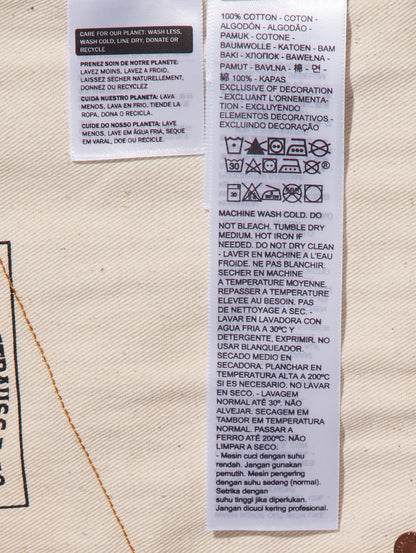 CARE FOR OUR PLANET: WASH LESS,
WASH COLD, LINE DRY, DONATE OR
RECYCLE
PRENEZ SOIN DE NOTRE PLANETE:
LAVEZ MOINS, LAVEZ A FROID,
LAISSEZ SECHER NATURELLEMENT,
DONNEZ OU RECYCLEZ
CUIDA NUESTRO PLANETA: LAVA
MENOS, LAVA EN FRIO, TIENDE LA
ROPA, DONA O RECICLA.
CUIDE DO NOSSO PLANETA: LAVE
MENOS, LAVE EM ÁGUA FRIA, SEQUE
EM VARAL, DOE OU RECICLE.
100% COTTON - COTON -
ALGODÓN - ALGODÃO -
PAMUK - COTONE -
BAUMWOLLE - KATOEN - BAM
BAKI - ХЛОПОК - BAWEŁNA -
PAMUT - BAVLNA - 棉 - 면 -
綿 100% - KAPAS
EXCLUSIVE OF DECORATION
- EXCLUANT L'ORNEMENTA-
TION - EXCLUYENDO
ELEMENTOS DECORATIVOS -
EXCLUINDO DECORAÇÃO
MACHINE WASH COLD. DO
NOT BLEACH. TUMBLE DRY
MEDIUM, HOT IRON IF
NEEDED. DO NOT DRY CLEAN
- LAVER EN MACHINE A L'EAU
FROIDE. NE PAS BLANCHIR.
SECHER EN MACHINE
A TEMPERATURE MOYENNE.
REPASSER A TEMPERATURE
ELEVEE AU BESOIN. PAS
DE NETTOYAGE A SEC. -
LAVAR EN LAVADORA CON
AGUA FRIA A 30ºC Y
DETERGENTE, EXPRIMIR. NO
USAR BLANQUEADOR.
SECADO MEDIO EN
SECADORA. PLANCHAR EN
TEMPERATURA ALTA A 200ºC
SI ES NECESARIO. NO LAVAR
EN SECO. - LAVAGEM
NORMAL ATÉ 30º. NÃO
ALVEJAR. SECAGEM EM
TAMBOR EM TEMPERATURA
NORMAL. PASSAR A
FERRO ATÉ 200ºC. NÃO
LIMPAR A SECO.
- Mesin cuci dengan suhu
rendah. Jangan gunakan
pemutih. Mesin pengering
dengan suhu sedang (normal).
Setrika dengan
suhu tinggi jika diperlukan.
Jangan dicuci kering profesional.